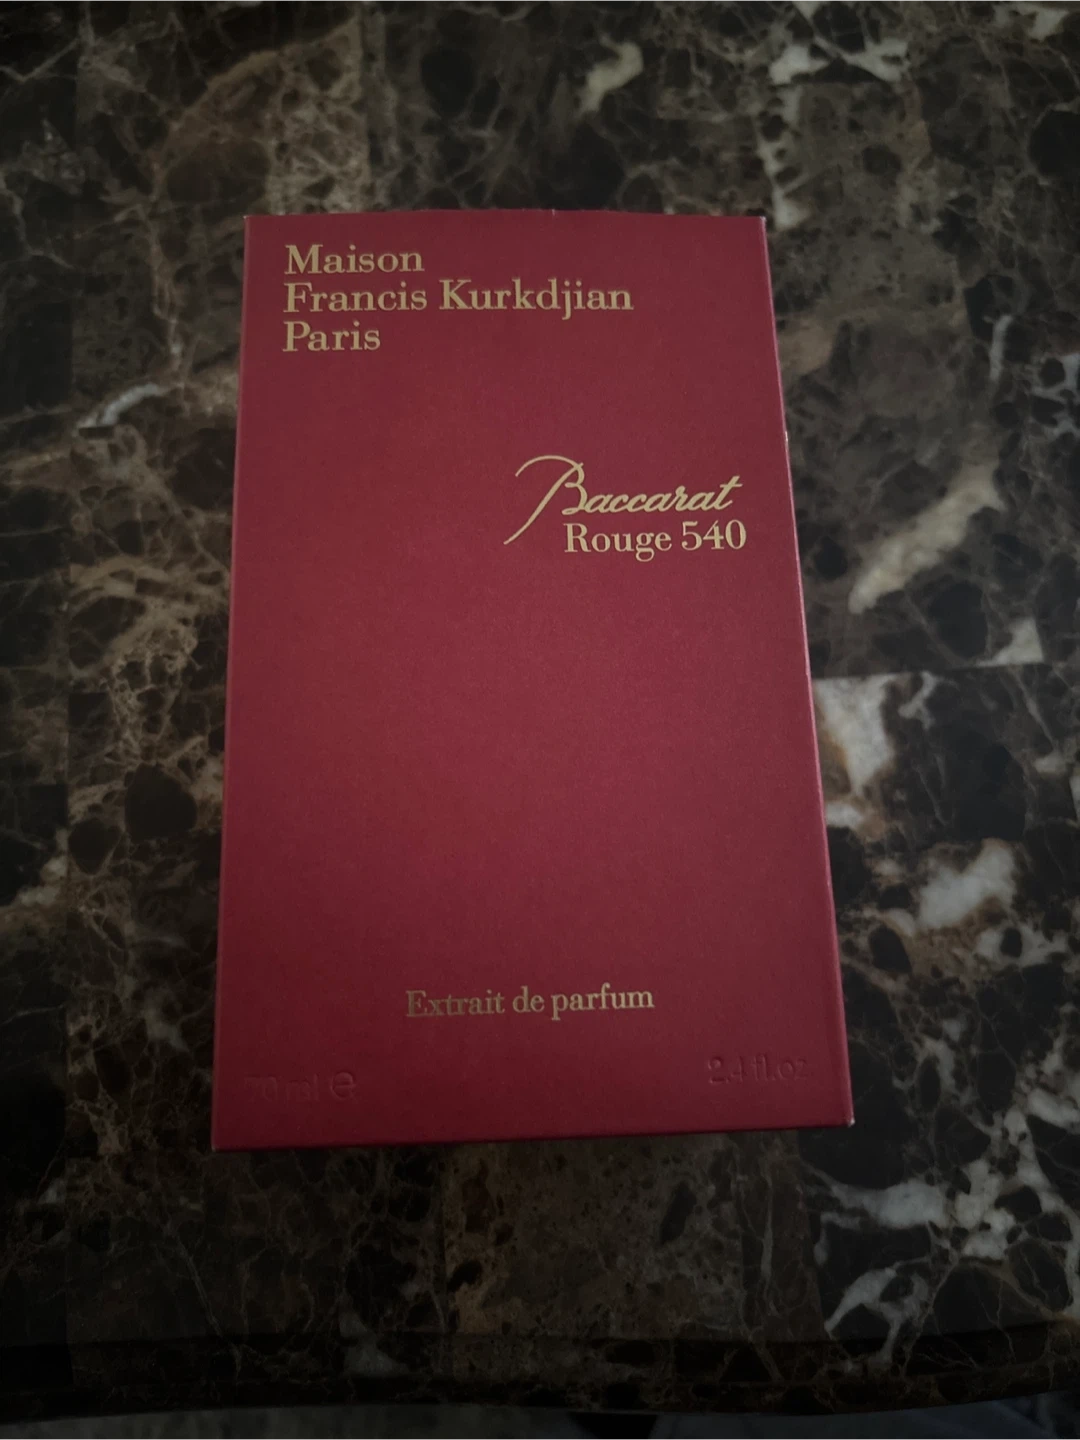 Maison
Francis Kurkdjian
Paris
Baccarat
Rouge 540
Extrait de parfum
70 ml e 2.4 fl.oz